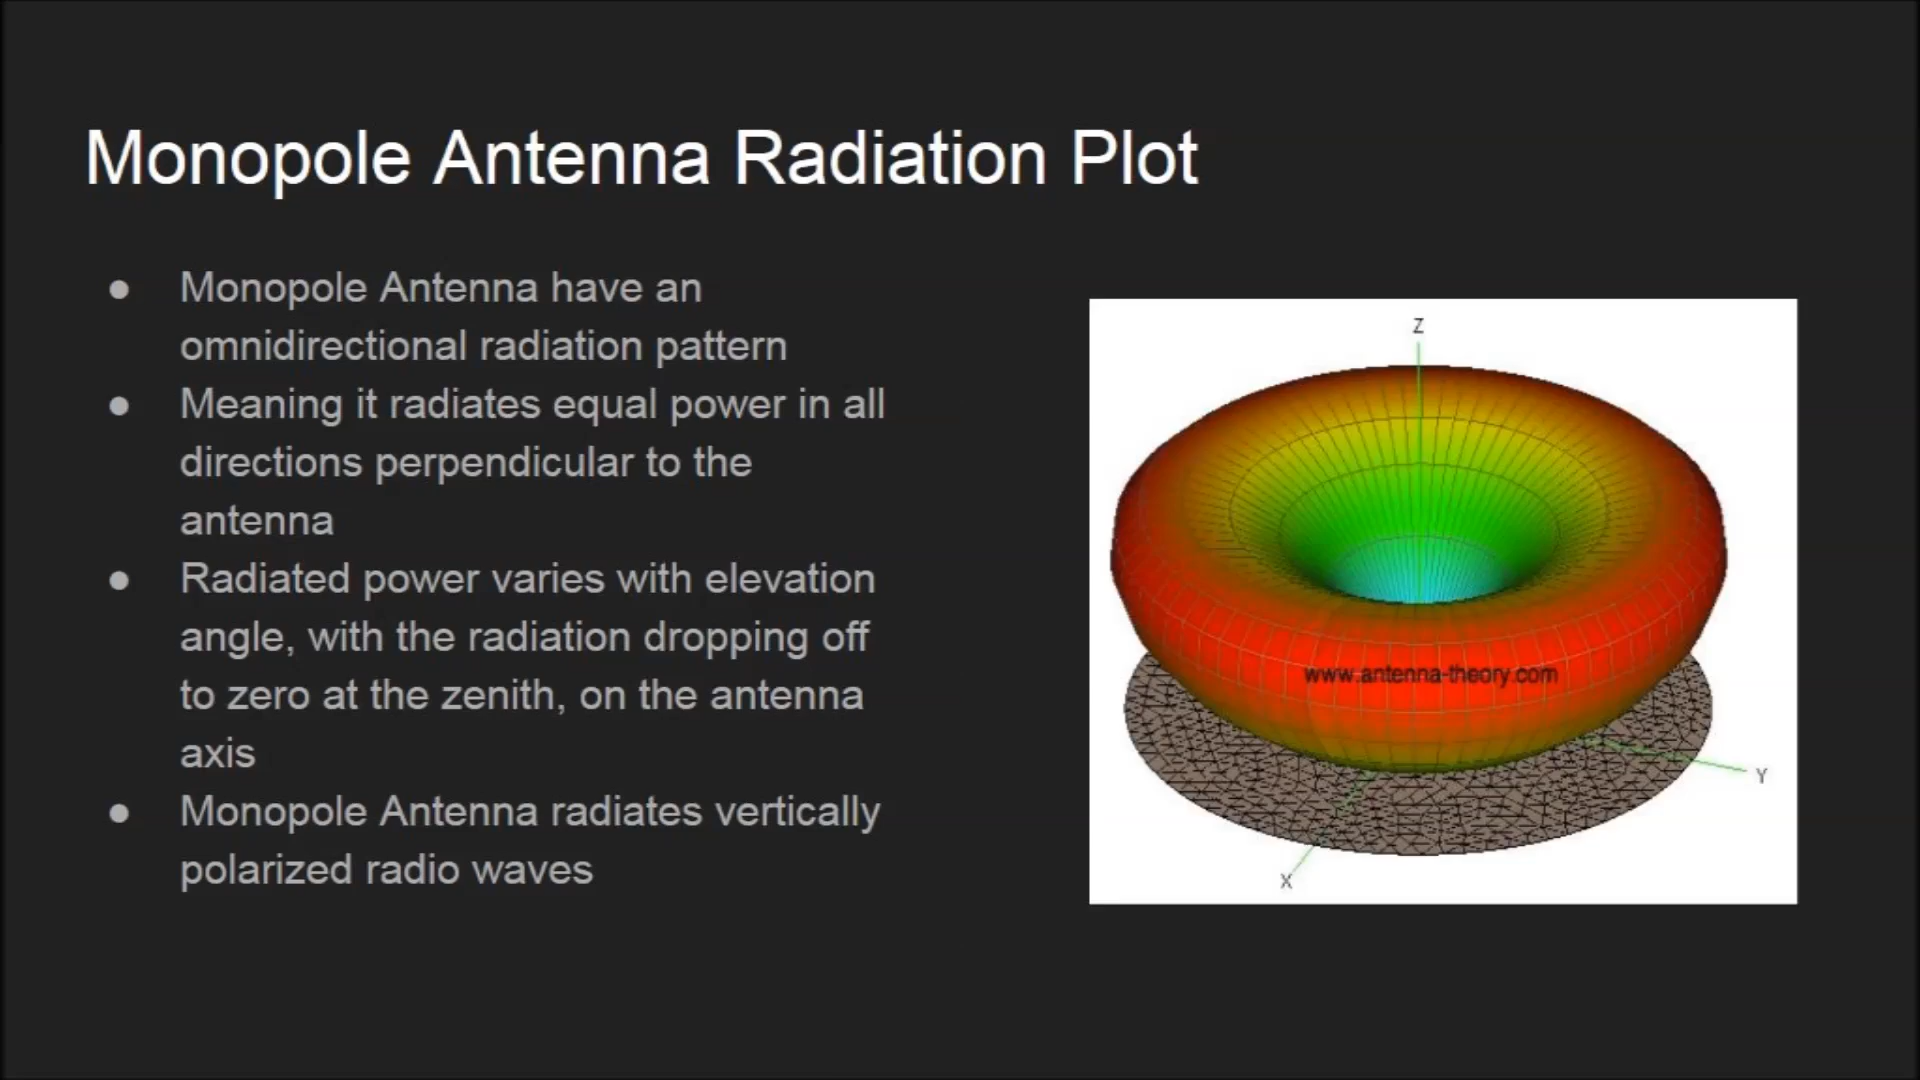 Monopole Antenna Radiation Plot
● Monopole Antenna have an
omnidirectional radiation pattern
● Meaning it radiates equal power in all
directions perpendicular to the
antenna
● Radiated power varies with elevation
angle, with the radiation dropping off
to zero at the zenith, on the antenna
axis
● Monopole Antenna radiates vertically
polarized radio waves
Z
www.antenna-theory.com
Y
X